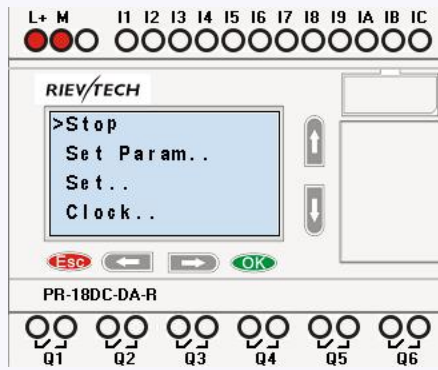 L+ M I1 I2 I3 I4 I5 I6 I7 I8 I9 IA IB IC
RIEVTECH
>Stop
Set Param..
Set..
Clock..
Esc OK
PR-18DC-DA-R
Q1 Q2 Q3 Q4 Q5 Q6